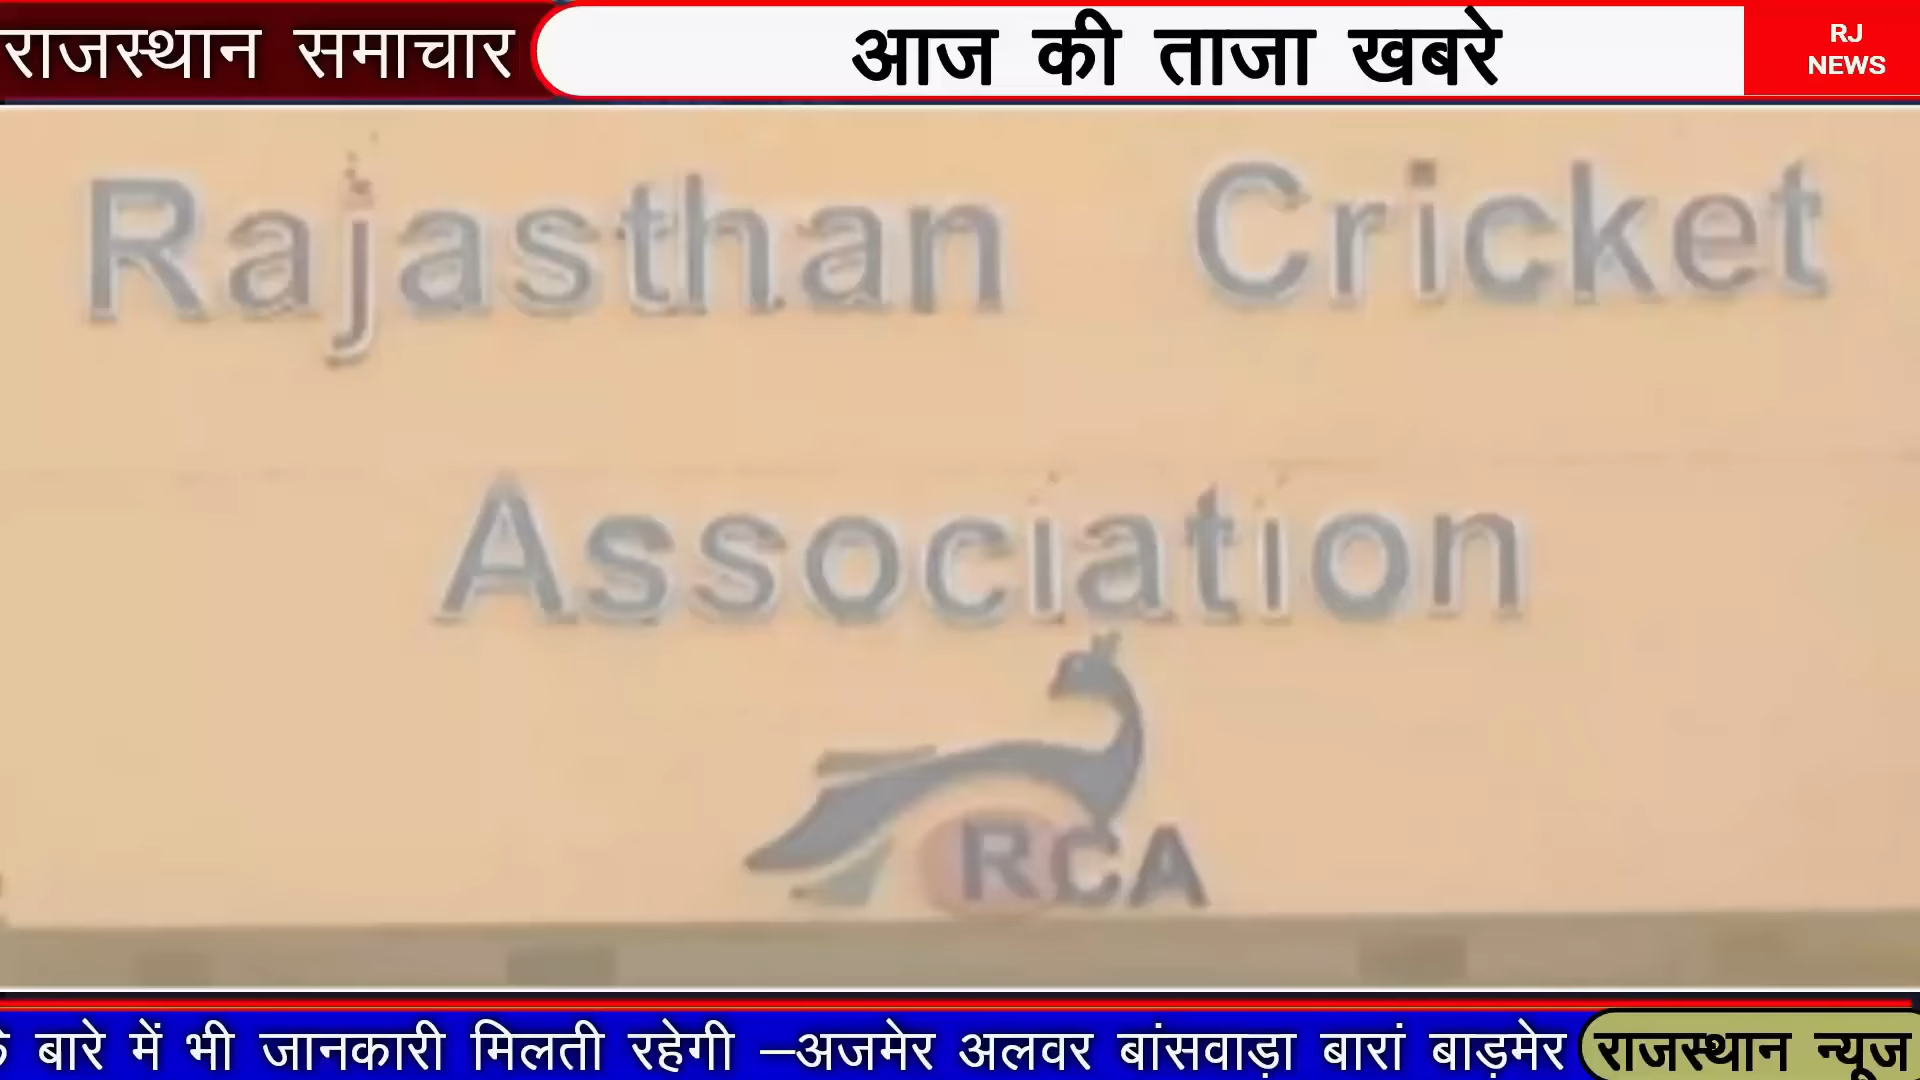 राजस्थान समाचार
आज की ताजा खबरे
RJ
NEWS
Rajasthan Cricket
Association
RCA
बारे में भी जानकारी मिलती रहेगी –अजमेर अलवर बांसवाड़ा बारां बाड़मेर
राजस्थान न्यूज